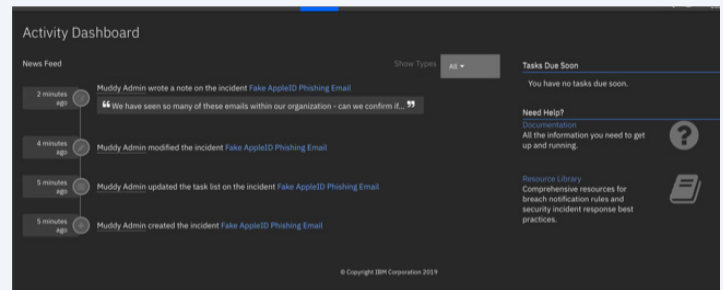 Activity Dashboard
News Feed
Show Types
All
2 minutes
ago
Muddy Admin wrote a note on the incident Fake AppleID Phishing Email
❝ We have seen so many of these emails within our organization - can we confirm if... ❞
4 minutes
ago
Muddy Admin modified the incident Fake AppleID Phishing Email
5 minutes
ago
Muddy Admin updated the task list on the incident Fake AppleID Phishing Email
5 minutes
ago
Muddy Admin created the incident Fake AppleID Phishing Email
Tasks Due Soon
You have no tasks due soon.
Need Help?
Documentation
All the information you need to get
up and running.
Resource Library
Comprehensive resources for
breach notification rules and
security incident response best
practices.
© Copyright IBM Corporation 2019